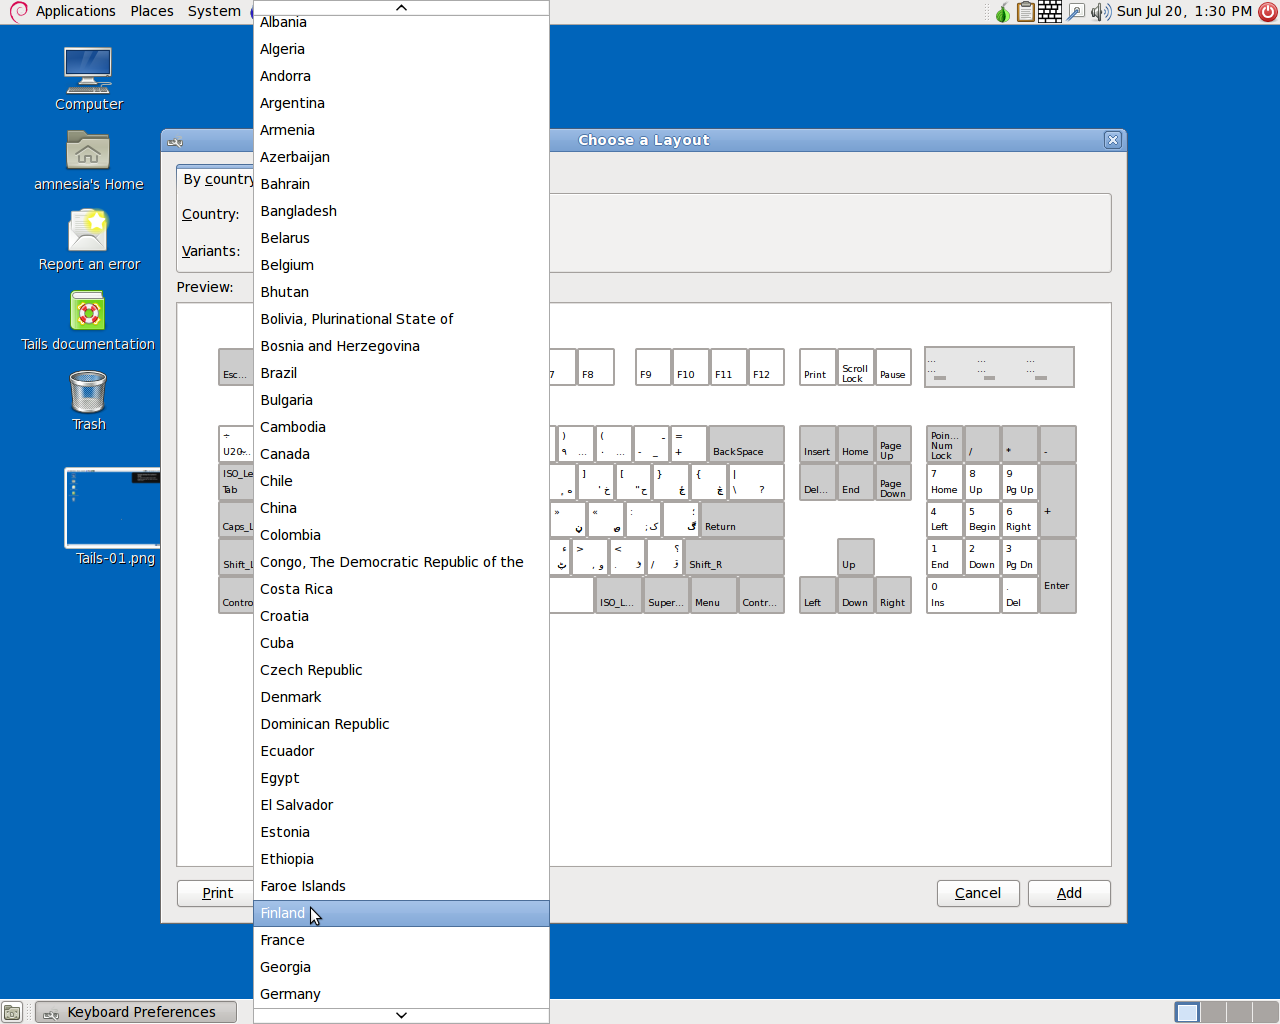 Applications Places System
Sun Jul 20, 1:30 PM
Computer
amnesia's Home
Report an error
Tails documentation
Trash
Tails-01.png
Choose a Layout
By country
Country:
Variants:
Preview:
Albania
Algeria
Andorra
Argentina
Armenia
Azerbaijan
Bahrain
Bangladesh
Belarus
Belgium
Bhutan
Bolivia, Plurinational State of
Bosnia and Herzegovina
Brazil
Bulgaria
Cambodia
Canada
Chile
China
Colombia
Congo, The Democratic Republic of the
Costa Rica
Croatia
Cuba
Czech Republic
Denmark
Dominican Republic
Ecuador
Egypt
El Salvador
Estonia
Ethiopia
Faroe Islands
Finland
France
Georgia
Germany
Esc... 7 F8 F9 F10 F11 F12 Print Scroll Lock Pause
BackSpace Insert Home Page Up Poin... Num Lock / * -
Tab Del... End Page Down 7 Home 8 Up 9 Pg Up +
Caps_L Return 4 Left 5 Begin 6 Right
Shift_L Shift_R Up 1 End 2 Down 3 Pg Dn Enter
Contro ISO_L... Super... Menu Contr... Left Down Right 0 Ins . Del
Print Cancel Add
Keyboard Preferences